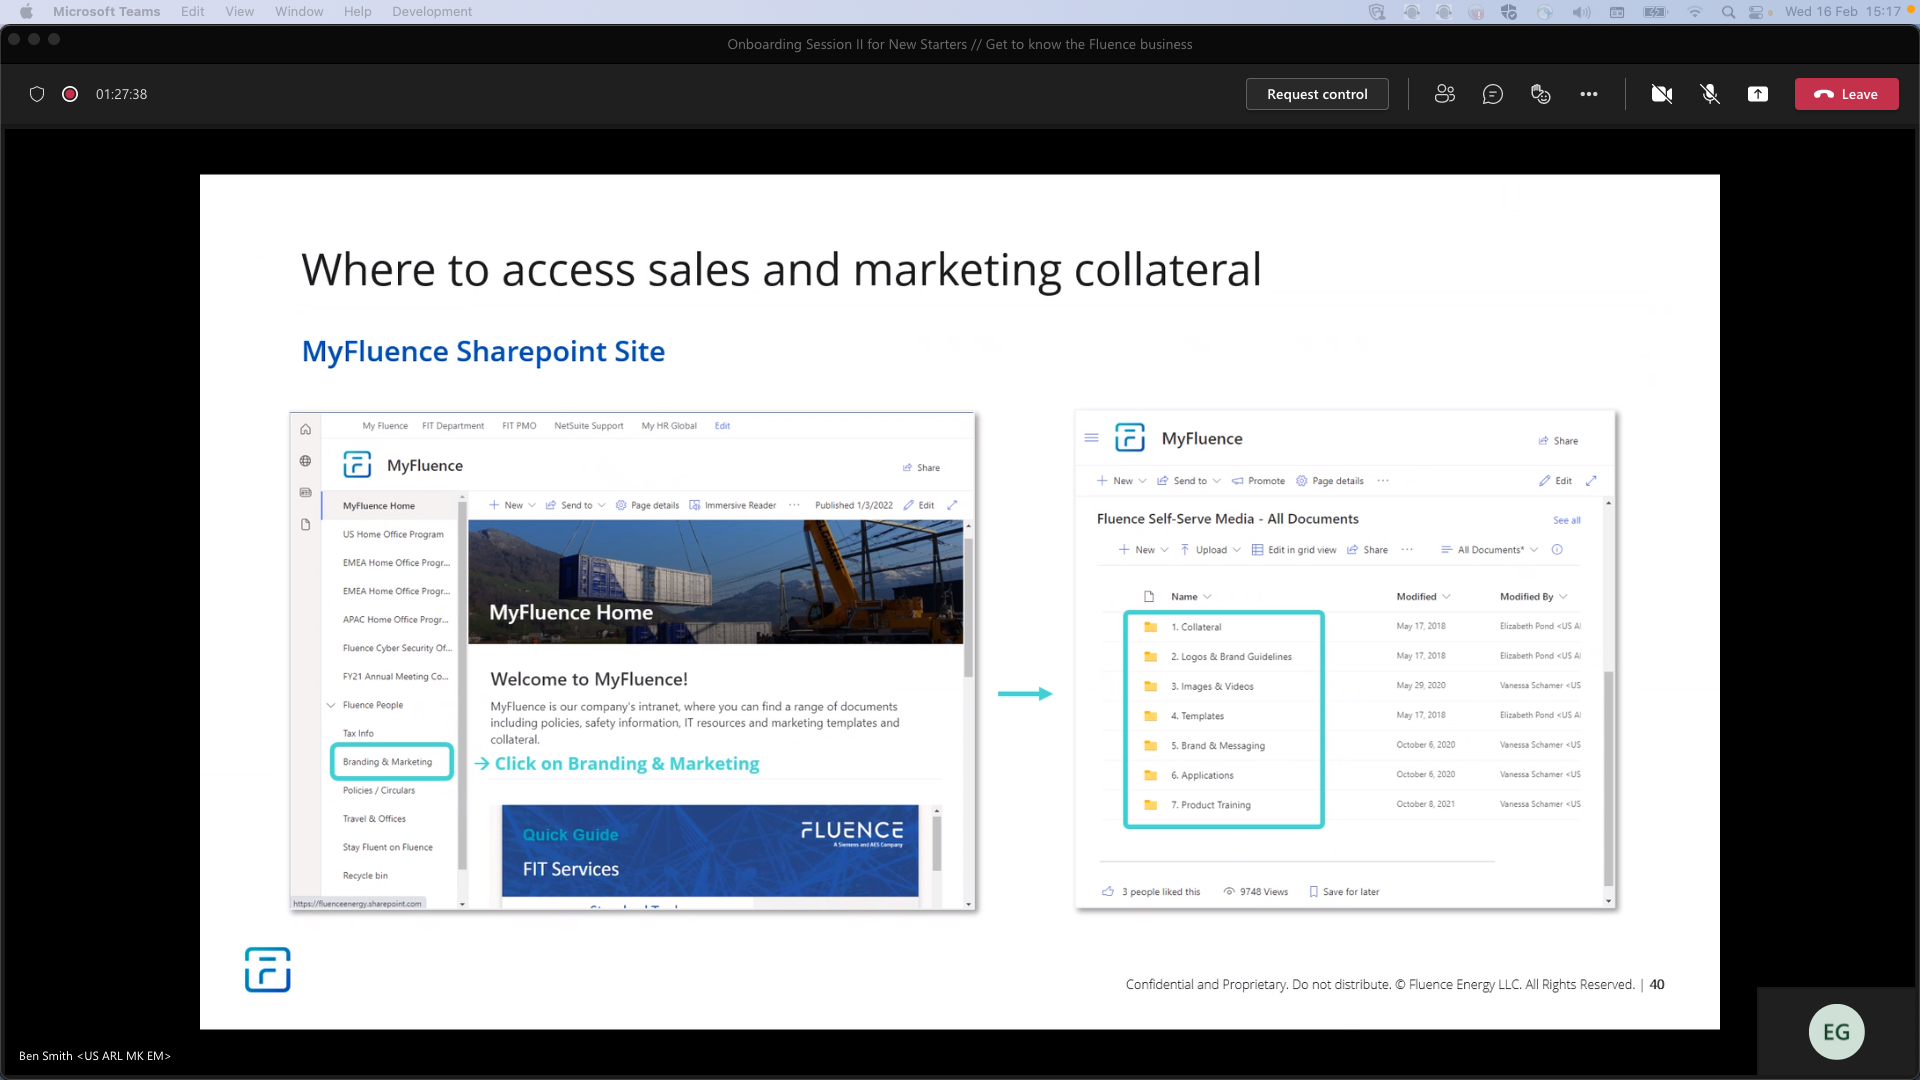 Microsoft Teams Edit View Window Help Development
Wed 16 Feb 15:17
Onboarding Session II for New Starters // Get to know the Fluence business
01:27:38
Request control
Leave
Where to access sales and marketing collateral
MyFluence Sharepoint Site
My Fluence FIT Department FIT PMO NetSuite Support My HR Global Edit
MyFluence
Share
MyFluence Home
US Home Office Program
EMEA Home Office Progr...
EMEA Home Office Progr...
APAC Home Office Progr...
Fluence Cyber Security Of...
FY21 Annual Meeting Co...
Fluence People
Tax Info
Branding & Marketing
Policies / Circulars
Travel & Offices
Stay Fluent on Fluence
Recycle bin
https://fluenceenergy.sharepoint.com
New Send to Page details Immersive Reader ... Published 1/3/2022 Edit
MyFluence Home
Welcome to MyFluence!
MyFluence is our company's intranet, where you can find a range of documents
including policies, safety information, IT resources and marketing templates and
collateral.
→ Click on Branding & Marketing
Quick Guide
FIT Services
FLUENCE
A Siemens and AES Company
MyFluence
Share
New Send to Promote Page details ... Edit
Fluence Self-Serve Media - All Documents
See all
New Upload Edit in grid view Share ... All Documents*
Name Modified Modified By
1. Collateral May 17, 2018 Elizabeth Pond <US A
2. Logos & Brand Guidelines May 17, 2018 Elizabeth Pond <US A
3. Images & Videos May 29, 2020 Vanessa Schamer <US
4. Templates May 17, 2018 Elizabeth Pond <US A
5. Brand & Messaging October 6, 2020 Vanessa Schamer <US
6. Applications October 6, 2020 Vanessa Schamer <US
7. Product Training October 8, 2021 Vanessa Schamer <US
3 people liked this 9748 Views Save for later
Confidential and Proprietary. Do not distribute. © Fluence Energy LLC. All Rights Reserved. | 40
EG
Ben Smith <US ARL MK EM>